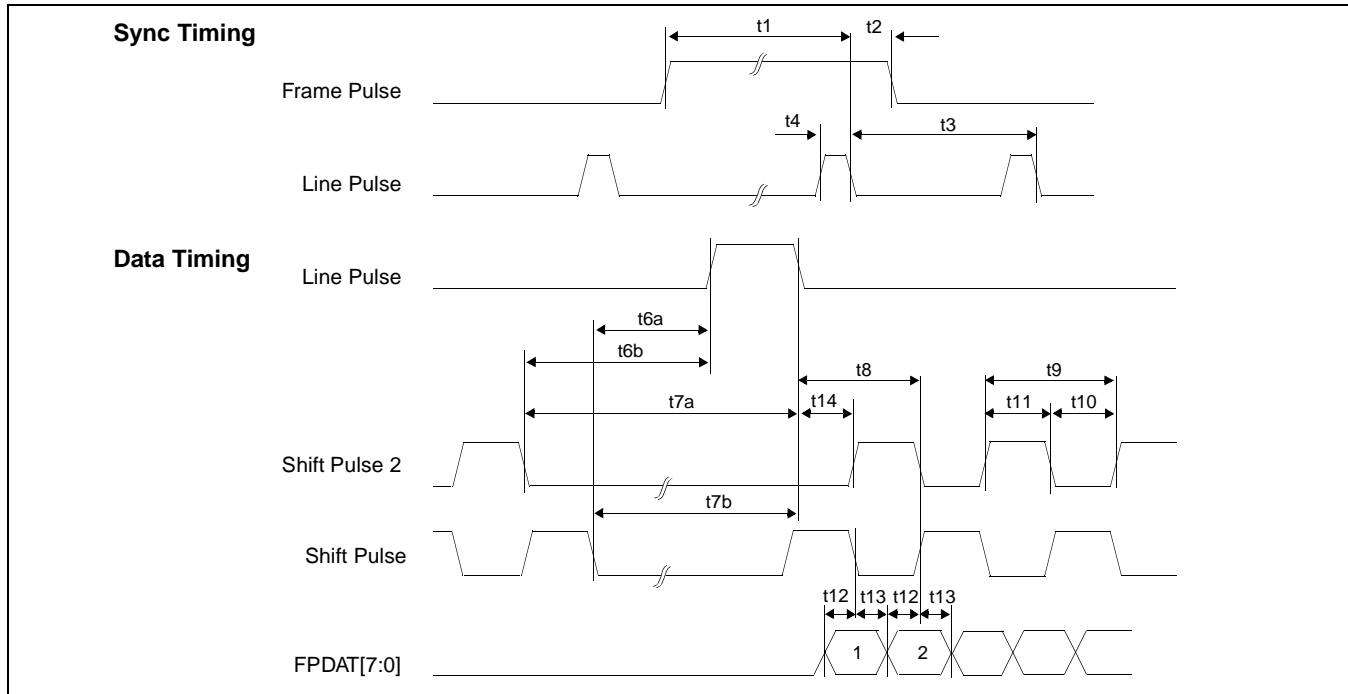 Sync Timing
t1
t2
Frame Pulse
t4
t3
Line Pulse
Data Timing
Line Pulse
t6a
t6b
t8
t9
t7a
t14
t11
t10
Shift Pulse 2
t7b
Shift Pulse
t12 t13 t12 t13
FPDAT[7:0]
1
2